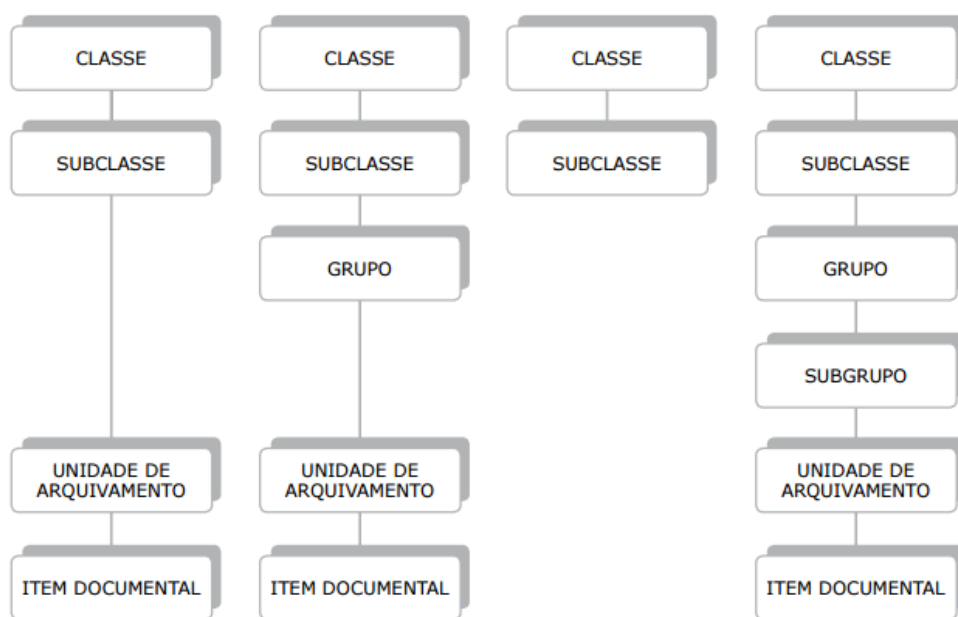 CLASSE
CLASSE
CLASSE
CLASSE
SUBCLASSE
SUBCLASSE
SUBCLASSE
SUBCLASSE
GRUPO
GRUPO
SUBGRUPO
UNIDADE DE
ARQUIVAMENTO
UNIDADE DE
ARQUIVAMENTO
UNIDADE DE
ARQUIVAMENTO
ITEM DOCUMENTAL
ITEM DOCUMENTAL
ITEM DOCUMENTAL